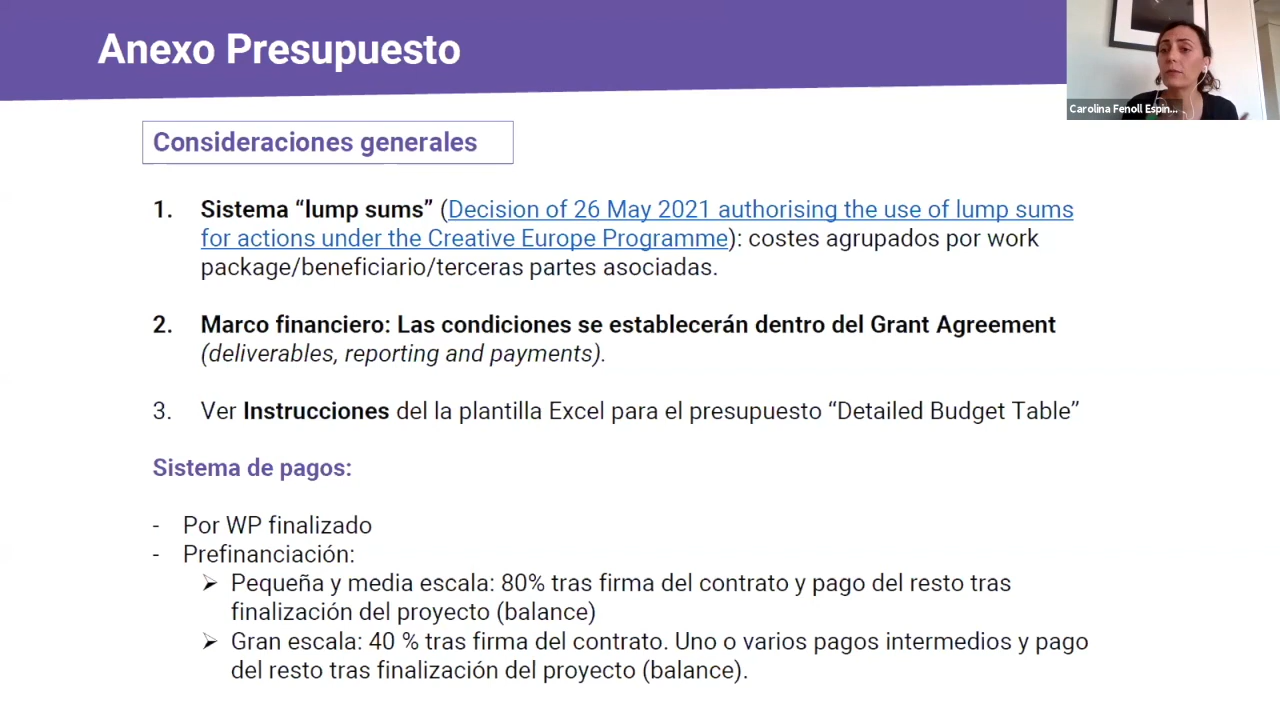 Anexo Presupuesto
Carolina Fenoll Espin...
Consideraciones generales
1. Sistema “lump sums” (Decision of 26 May 2021 authorising the use of lump sums
for actions under the Creative Europe Programme): costes agrupados por work
package/beneficiario/terceras partes asociadas.
2. Marco financiero: Las condiciones se establecerán dentro del Grant Agreement
(deliverables, reporting and payments).
3. Ver Instrucciones del la plantilla Excel para el presupuesto “Detailed Budget Table”
Sistema de pagos:
- Por WP finalizado
- Prefinanciación:
➢ Pequeña y media escala: 80% tras firma del contrato y pago del resto tras
finalización del proyecto (balance)
➢ Gran escala: 40 % tras firma del contrato. Uno o varios pagos intermedios y pago
del resto tras finalización del proyecto (balance).